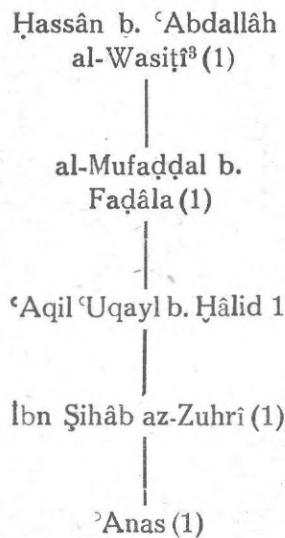 Ḥassân b. ʿAbdallâh
al-Wasiṭî³ (1)
al-Mufaḍḍal b.
Faḍâla (1)
ʿAqil ʿUqayl b. Ḫâlid 1
İbn Şihâb az-Zuhrî (1)
ʾAnas (1)